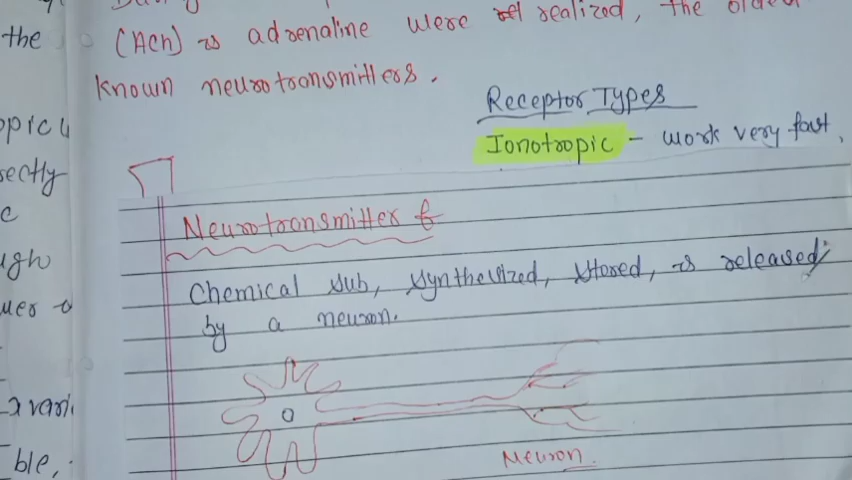 the
(Ach) & adrenaline were realized, the
known neurotransmitters.
Receptor Types
Ionotropic - work very fast,
Neurotransmitter
Chemical sub, synthesized, stored, & released
by a neuron.
Neuron
ble,